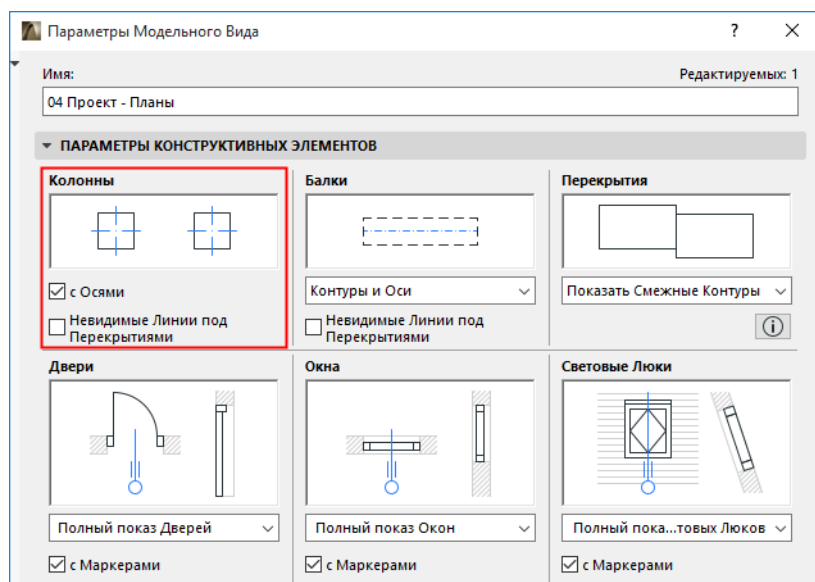 Параметры Модельного Вида
?
Имя:
Редактируемых: 1
04 Проект - Планы
ПАРАМЕТРЫ КОНСТРУКТИВНЫХ ЭЛЕМЕНТОВ
Колонны
с Осями
Невидимые Линии под
Перекрытиями
Балки
Контуры и Оси
Невидимые Линии под
Перекрытиями
Перекрытия
Показать Смежные Контуры
Двери
Полный показ Дверей
с Маркерами
Окна
Полный показ Окон
с Маркерами
Световые Люки
Полный пока...товых Люков
с Маркерами